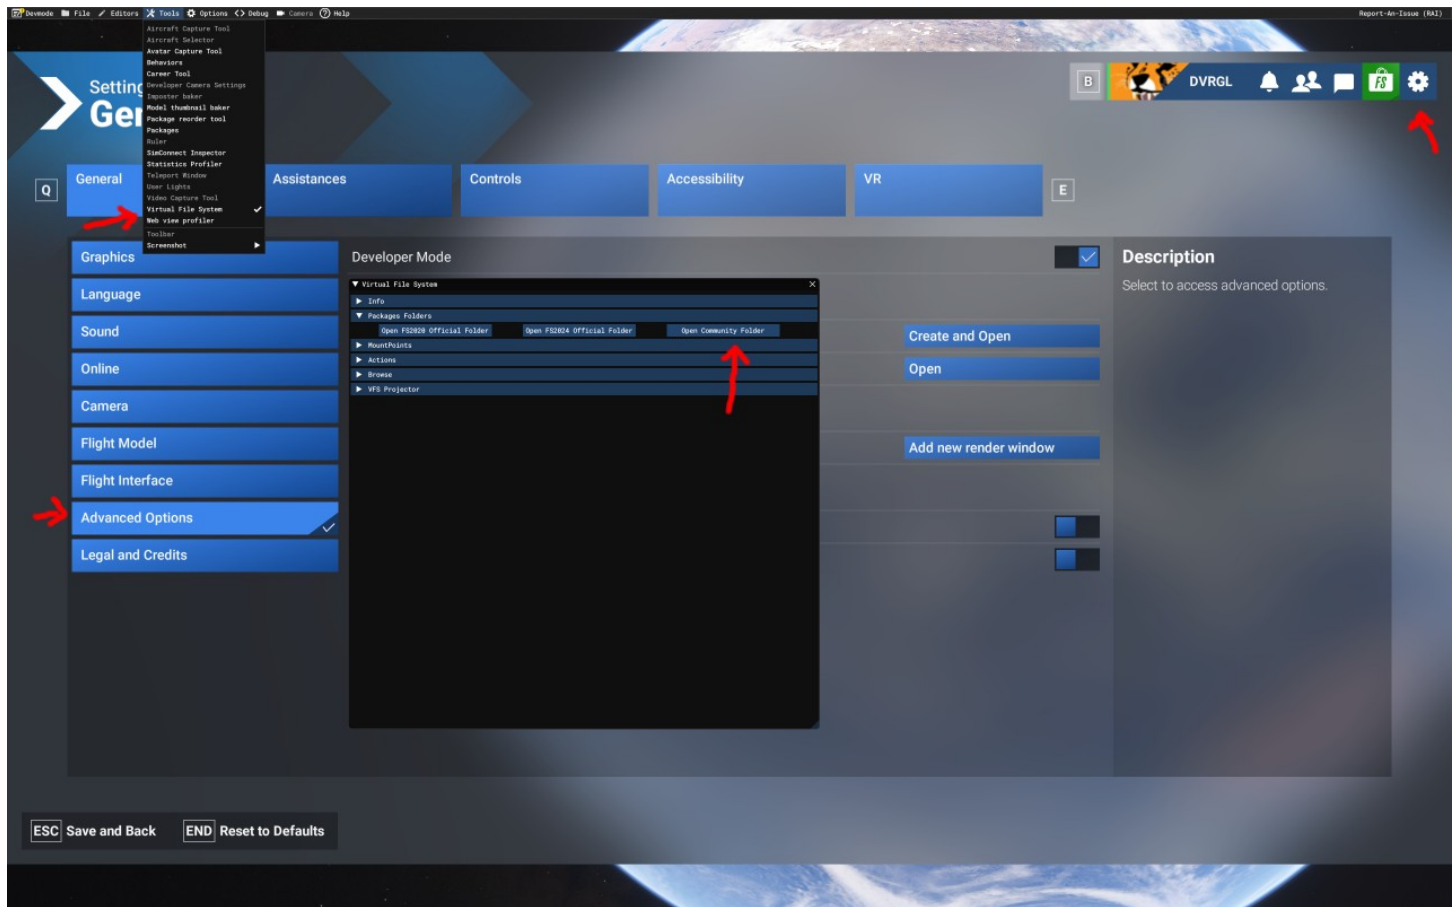 Devmode File Editors Tools Options Debug Camera Help
Report-An-Issue (RAI)
Aircraft Capture Tool
Aircraft Selector
Avatar Capture Tool
Behaviors
Career Tool
Developer Camera Settings
Imposter baker
Model thumbnail baker
Package reorder tool
Packages
Ruler
SimConnect Inspector
Statistics Profiler
Teleport Window
User Lights
Video Capture Tool
Virtual File System
Web view profiler
Toolbar
Screenshot
Setting
Ge
B DVRGL FS
Q General Assistances Controls Accessibility VR E
Graphics
Language
Sound
Online
Camera
Flight Model
Flight Interface
Advanced Options
Legal and Credits
Developer Mode
Virtual File System
Info
Packages Folders
Open FS2020 Official Folder Open FS2024 Official Folder Open Community Folder
MountPoints
Actions
Browse
VFS Projector
Create and Open
Open
Add new render window
Description
Select to access advanced options.
ESC Save and Back END Reset to Defaults